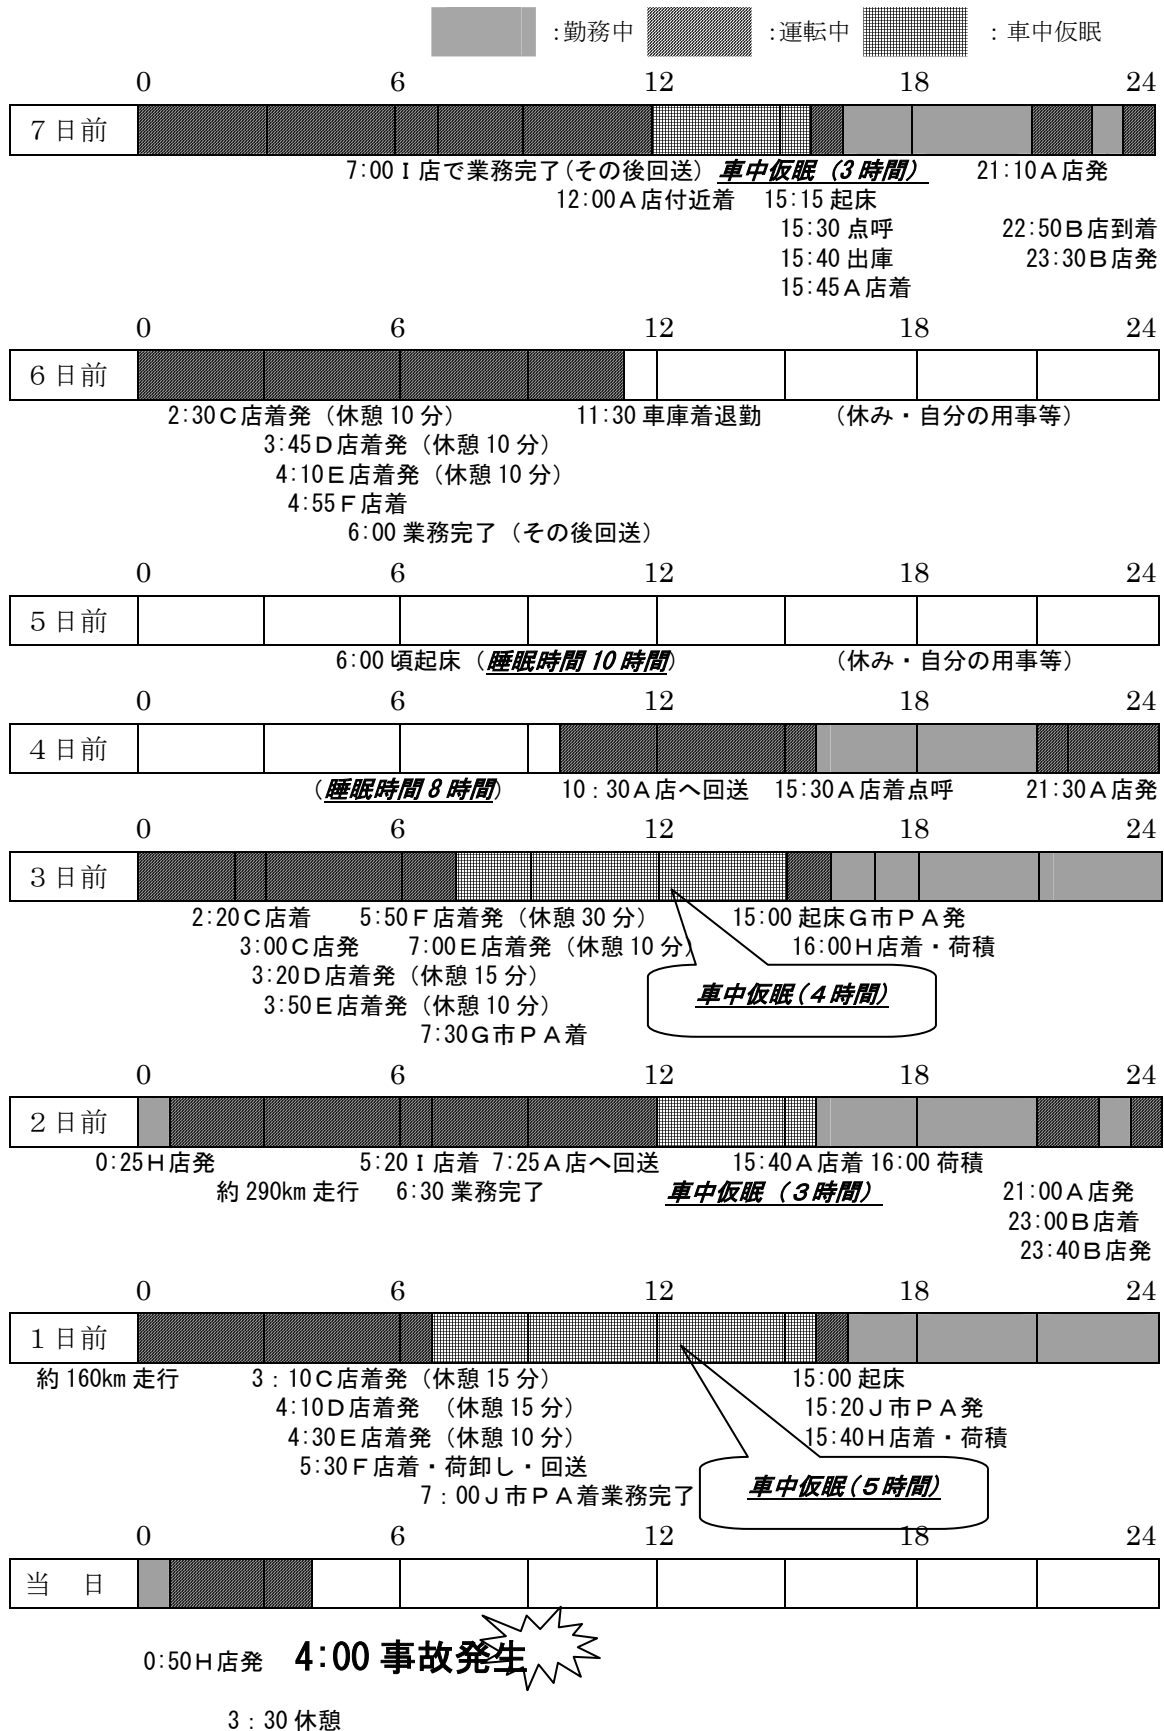 :勤務中 :運転中 : 車中仮眠
0 6 12 18 24
7日前
7:00 I店で業務完了(その後回送) 車中仮眠(3時間) 21:10A店発
12:00A店付近着 15:15 起床
15:30 点呼 22:50B店到着
15:40 出庫 23:30B店発
15:45A店着
0 6 12 18 24
6日前
2:30C店着発(休憩10分) 11:30 車庫着退勤 (休み・自分の用事等)
3:45D店着発(休憩10分)
4:10E店着発(休憩10分)
4:55F店着
6:00 業務完了(その後回送)
0 6 12 18 24
5日前
6:00 頃起床(睡眠時間10時間) (休み・自分の用事等)
0 6 12 18 24
4日前
(睡眠時間8時間) 10:30A店へ回送 15:30A店着点呼 21:30A店発
0 6 12 18 24
3日前
2:20C店着 5:50F店着発(休憩30分) 15:00 起床G市PA発
3:00C店発 7:00E店着発(休憩10分) 16:00H店着・荷積
3:20D店着発(休憩15分)
3:50E店着発(休憩10分) 車中仮眠(4時間)
7:30G市PA着
0 6 12 18 24
2日前
0:25H店発 5:20 I店着 7:25A店へ回送 15:40A店着 16:00 荷積
約290km走行 6:30 業務完了 車中仮眠(3時間) 21:00A店発
23:00B店着
23:40B店発
0 6 12 18 24
1日前
約160km走行 3:10C店着発(休憩15分) 15:00 起床
4:10D店着発 (休憩15分) 15:20J市PA発
4:30E店着発(休憩10分) 15:40H店着・荷積
5:30F店着・荷卸し・回送
7:00J市PA着業務完了 車中仮眠(5時間)
0 6 12 18 24
当 日
0:50H店発 4:00 事故発生
3:30 休憩